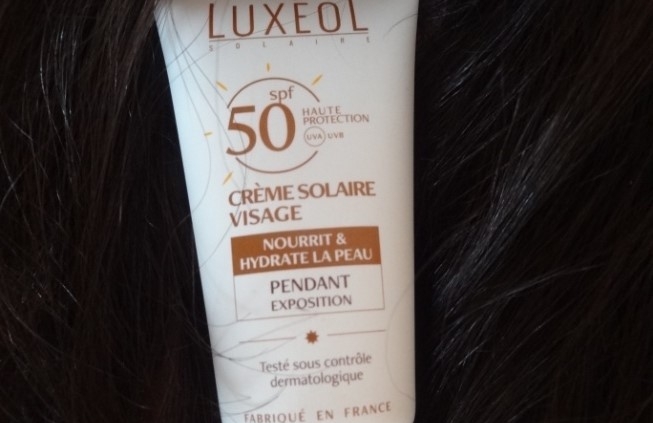 LUXEOL
SOLAIRE
spf
50
HAUTE
PROTECTION
UVA UVB
CRÈME SOLAIRE
VISAGE
NOURRIT &
HYDRATE LA PEAU
PENDANT
EXPOSITION
Testé sous contrôle
dermatologique
FABRIQUÉ EN FRANCE